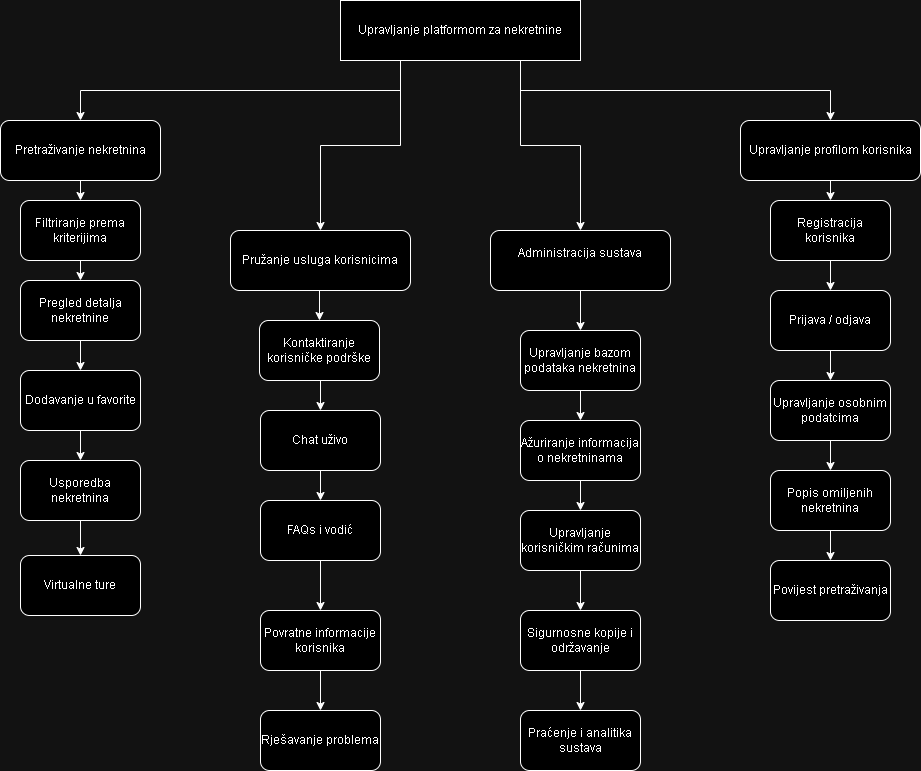 Upravljanje platformom za nekretnine
Pretraživanje nekretnina
Filtriranje prema
kriterijima
Pregled detalja
nekretnine
Dodavanje u favorite
Usporedba
nekretnina
Virtualne ture
Pružanje usluga korisnicima
Kontaktiranje
korisničke podrške
Chat uživo
FAQs i vodić
Povratne informacije
korisnika
Rješavanje problema
Administracija sustava
Upravljanje bazom
podataka nekretnina
Ažuriranje informacija
o nekretninama
Upravljanje
korisničkim računima
Sigurnosne kopije i
održavanje
Praćenje i analitika
sustava
Upravljanje profilom korisnika
Registracija
korisnika
Prijava / odjava
Upravljanje osobnim
podatcima
Popis omiljenih
nekretnina
Povijest pretraživanja